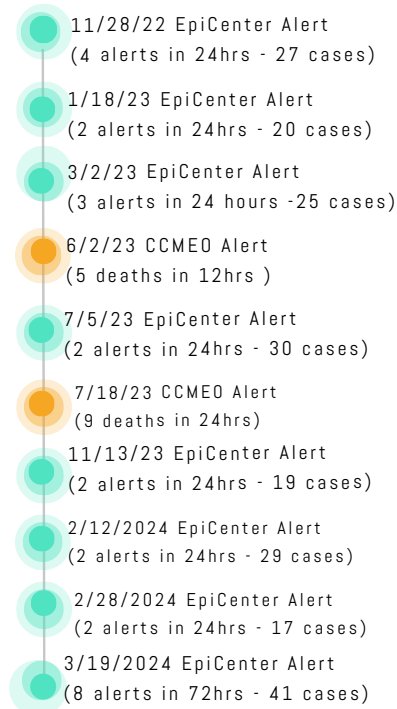 11/28/22 EpiCenter Alert
(4 alerts in 24hrs - 27 cases)
1/18/23 EpiCenter Alert
(2 alerts in 24hrs - 20 cases)
3/2/23 EpiCenter Alert
(3 alerts in 24 hours -25 cases)
6/2/23 CCMEO Alert
(5 deaths in 12hrs )
7/5/23 EpiCenter Alert
(2 alerts in 24hrs - 30 cases)
7/18/23 CCMEO Alert
(9 deaths in 24hrs)
11/13/23 EpiCenter Alert
(2 alerts in 24hrs - 19 cases)
2/12/2024 EpiCenter Alert
(2 alerts in 24hrs - 29 cases)
2/28/2024 EpiCenter Alert
(2 alerts in 24hrs - 17 cases)
3/19/2024 EpiCenter Alert
(8 alerts in 72hrs - 41 cases)